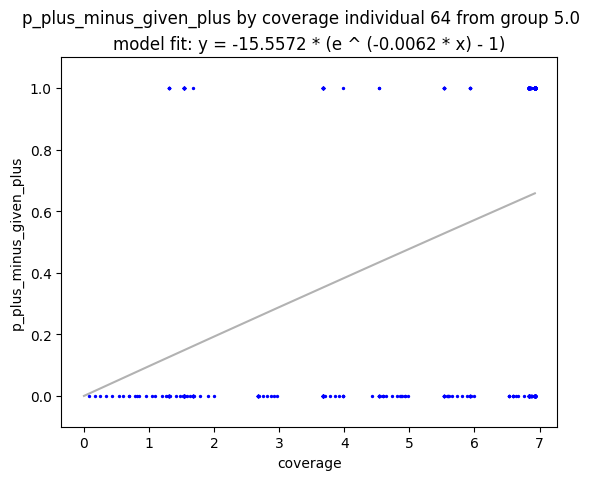 p_plus_minus_given_plus by coverage individual 64 from group 5.0
model fit: y = -15.5572 * (e ^ (-0.0062 * x) - 1)
1.0
0.8
0.6
0.4
0.2
0.0
p_plus_minus_given_plus
0 1 2 3 4 5 6 7
coverage